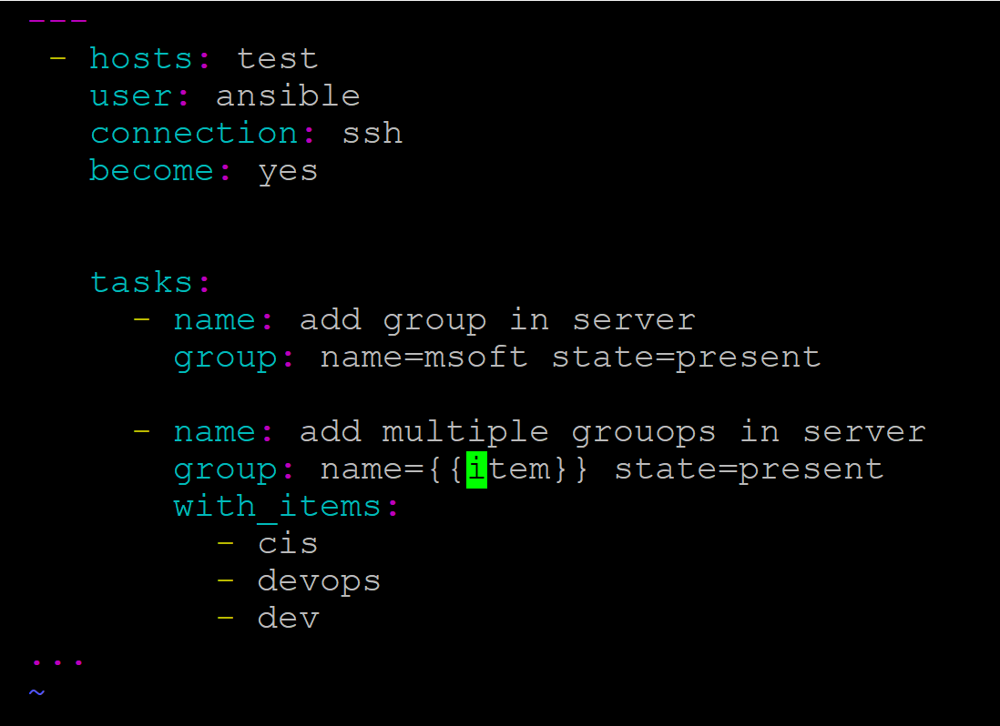 ---
 - hosts: test
   user: ansible
   connection: ssh
   become: yes


   tasks:
     - name: add group in server
       group: name=msoft state=present

     - name: add multiple grouops in server
       group: name={{item}} state=present
       with_items:
         - cis
         - devops
         - dev
...
~